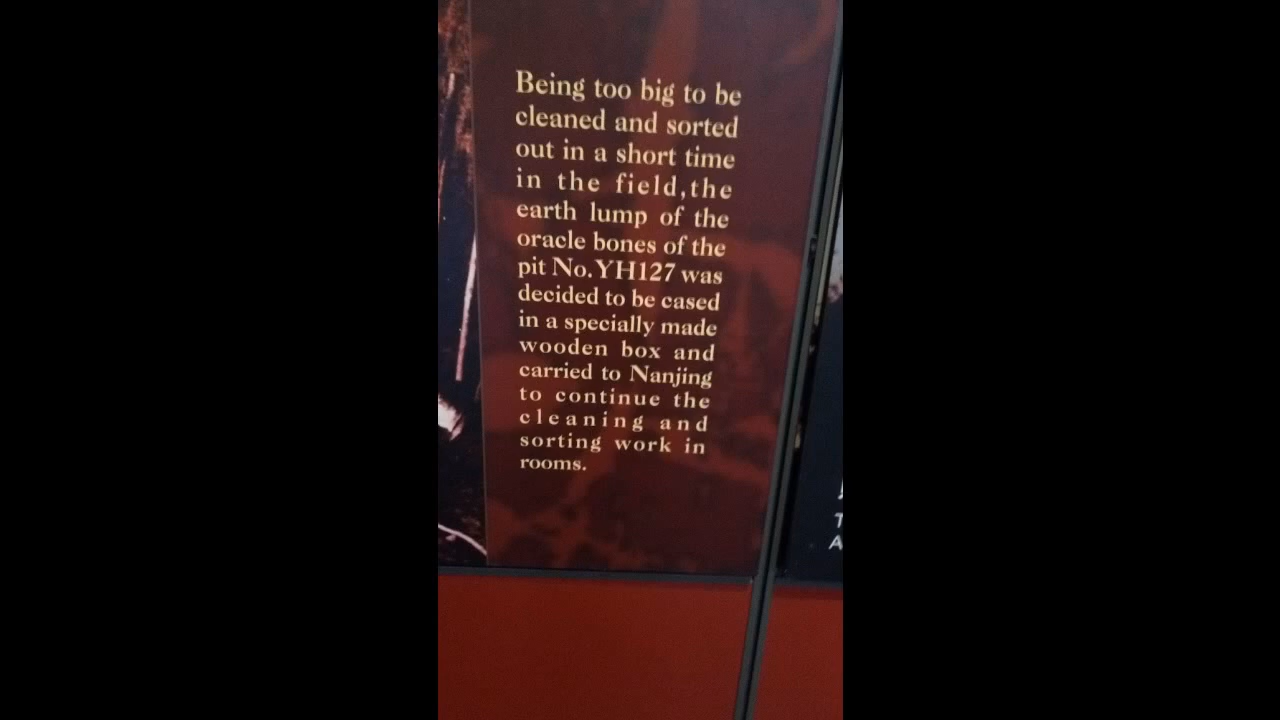 Being too big to be
cleaned and sorted
out in a short time
in the field,the
earth lump of the
oracle bones of the
pit No.YH127 was
decided to be cased
in a specially made
wooden box and
carried to Nanjing
to continue the
cleaning and
sorting work in
rooms.